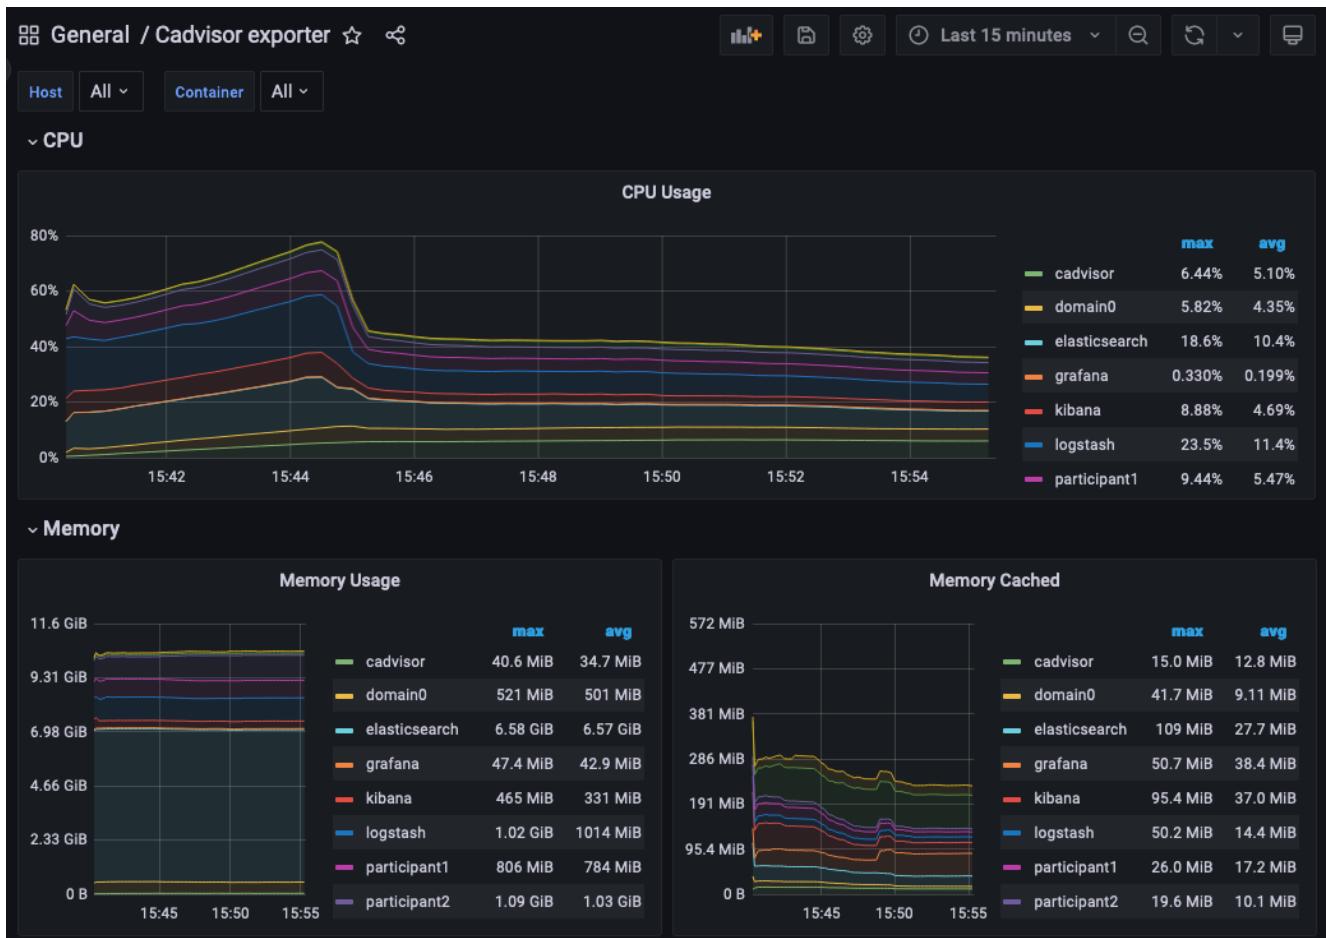 General / Cadvisor exporter
Last 15 minutes
Host All Container All
CPU
CPU Usage
80%
60%
40%
20%
0%
15:42 15:44 15:46 15:48 15:50 15:52 15:54
max avg
cadvisor 6.44% 5.10%
domain0 5.82% 4.35%
elasticsearch 18.6% 10.4%
grafana 0.330% 0.199%
kibana 8.88% 4.69%
logstash 23.5% 11.4%
participant1 9.44% 5.47%
Memory
Memory Usage
11.6 GiB
9.31 GiB
6.98 GiB
4.66 GiB
2.33 GiB
0 B
15:45 15:50 15:55
max avg
cadvisor 40.6 MiB 34.7 MiB
domain0 521 MiB 501 MiB
elasticsearch 6.58 GiB 6.57 GiB
grafana 47.4 MiB 42.9 MiB
kibana 465 MiB 331 MiB
logstash 1.02 GiB 1014 MiB
participant1 806 MiB 784 MiB
participant2 1.09 GiB 1.03 GiB
Memory Cached
572 MiB
477 MiB
381 MiB
286 MiB
191 MiB
95.4 MiB
0 B
15:45 15:50 15:55
max avg
cadvisor 15.0 MiB 12.8 MiB
domain0 41.7 MiB 9.11 MiB
elasticsearch 109 MiB 27.7 MiB
grafana 50.7 MiB 38.4 MiB
kibana 95.4 MiB 37.0 MiB
logstash 50.2 MiB 14.4 MiB
participant1 26.0 MiB 17.2 MiB
participant2 19.6 MiB 10.1 MiB